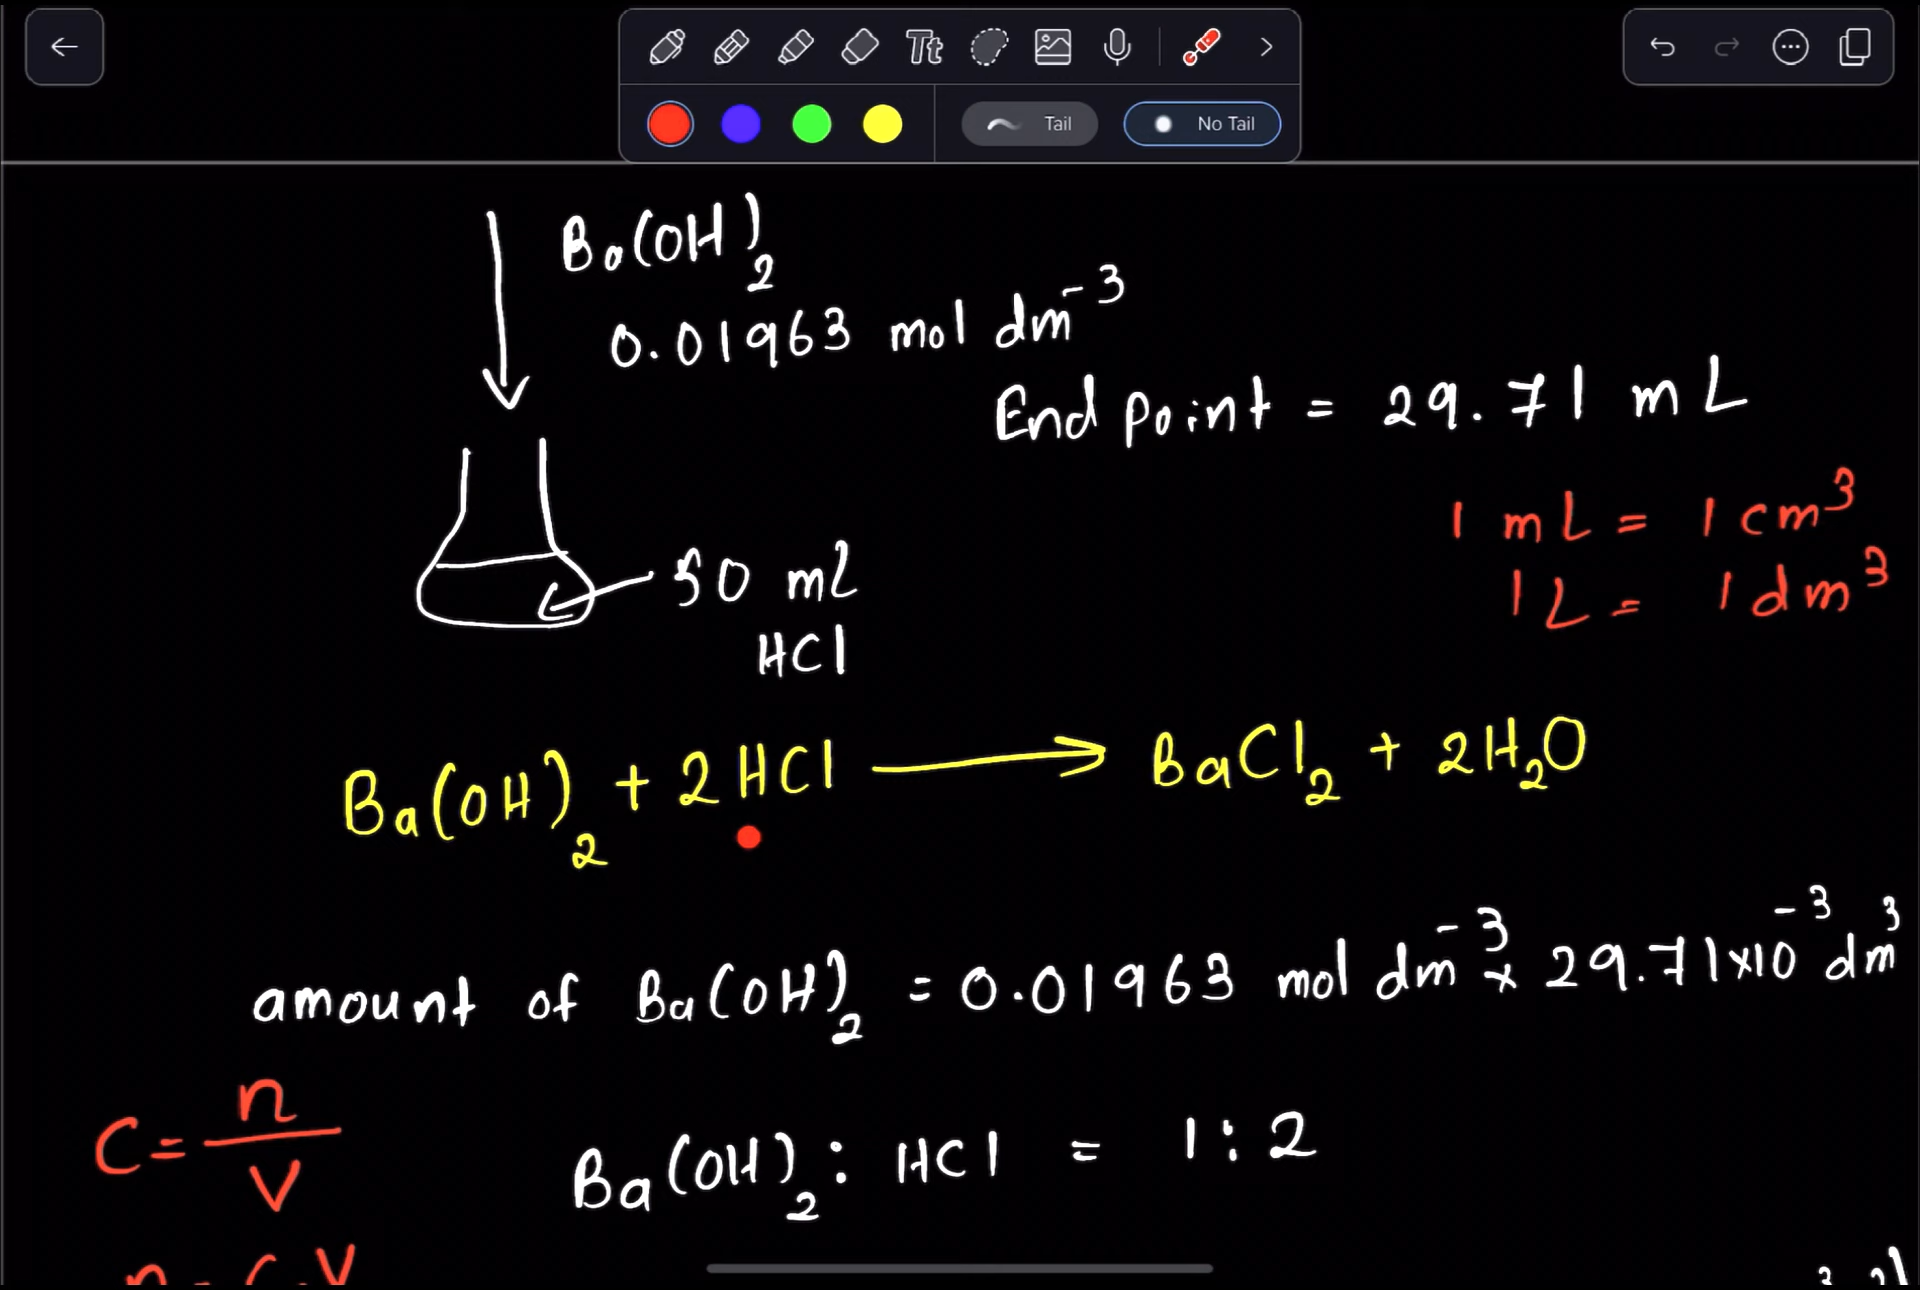 Tt
Tail No Tail
Ba(OH)₂
0.01963 mol dm⁻³
End point = 29.71 mL
1 mL = 1 cm³
1 L = 1 dm³
50 mL
HCl
Ba(OH)₂ + 2HCl ⟶ BaCl₂ + 2H₂O
amount of Ba(OH)₂ = 0.01963 mol dm⁻³ × 29.71×10⁻³ dm³
C = n/V
Ba(OH)₂ : HCl = 1 : 2
n = C.V